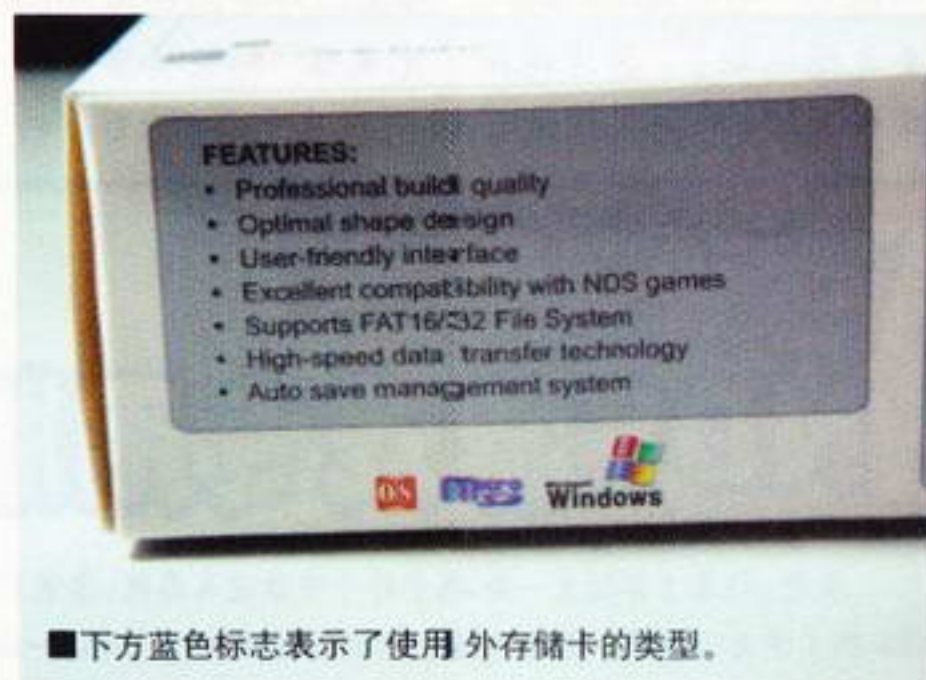 FEATURES:
• Professional build quality
• Optimal shape design
• User-friendly interface
• Excellent compatibility with NDS games
• Supports FAT16/32 File System
• High-speed data transfer technology
• Auto save management system
Windows
■下方蓝色标志表示了使用 外存储卡的类型。